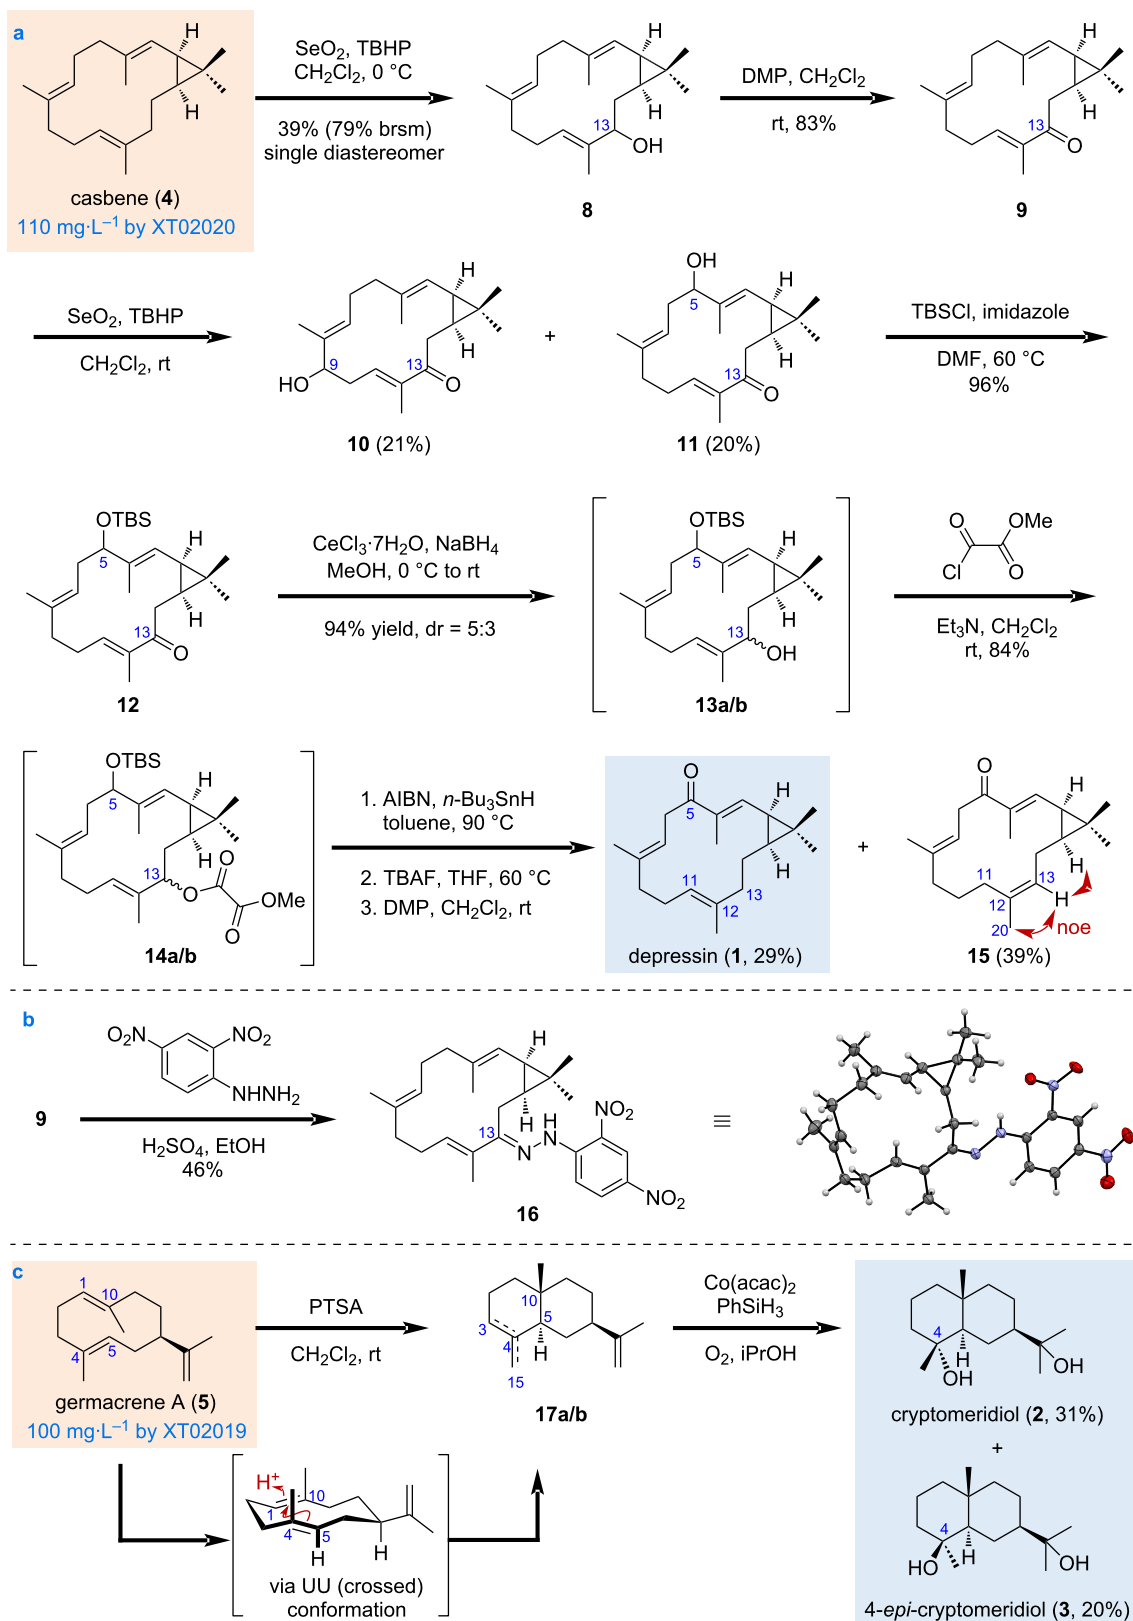 a
H
H
casbene (4)
110 mg·L⁻¹ by XT02020
SeO₂, TBHP
CH₂Cl₂, 0 °C
39% (79% brsm)
single diastereomer
H
H
13
OH
8
DMP, CH₂Cl₂
rt, 83%
H
H
13
O
9
SeO₂, TBHP
CH₂Cl₂, rt
H
H
9
HO
13
O
10 (21%)
+
OH
5
H
H
13
O
11 (20%)
TBSCl, imidazole
DMF, 60 °C
96%
OTBS
5
H
H
13
O
12
CeCl₃·7H₂O, NaBH₄
MeOH, 0 °C to rt
94% yield, dr = 5:3
OTBS
5
H
H
13
OH
13a/b
OMe
O
Cl
O
Et₃N, CH₂Cl₂
rt, 84%
OTBS
5
H
H
13
O
O
OMe
O
14a/b
1. AIBN, n-Bu₃SnH
toluene, 90 °C
2. TBAF, THF, 60 °C
3. DMP, CH₂Cl₂, rt
O
5
H
H
11
13
12
depressin (1, 29%)
+
O
H
H
11
13
12
H
20
noe
15 (39%)
b
9
O₂N
NO₂
NHNH₂
H₂SO₄, EtOH
46%
H
H
13
N
H
N
NO₂
NO₂
16
≡
c
1
10
4
5
germacrene A (5)
100 mg·L⁻¹ by XT02019
PTSA
CH₂Cl₂, rt
10
5
3
4
H
15
17a/b
Co(acac)₂
PhSiH₃
O₂, iPrOH
4
H
OH
OH
cryptomeridiol (2, 31%)
+
4
H
HO
OH
4-epi-cryptomeridiol (3, 20%)
H⁺
10
1
4
5
H
H
via UU (crossed)
conformation